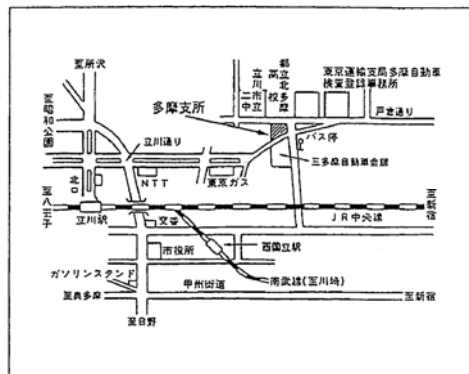 至所沢
至昭和公園
立川二中
立川市立
都立北多摩高校
東京運輸支局多摩自動車検査登録事務所
多摩支所
戸倉通り
バス停
立川通り
三多摩自動車会館
北口
NTT
東京ガス
至八王子
立川駅
交番
JR中央線
至新宿
市役所
西国立駅
ガソリンスタンド
南武線(至川崎)
甲州街道
至奥多摩
至新宿
至日野